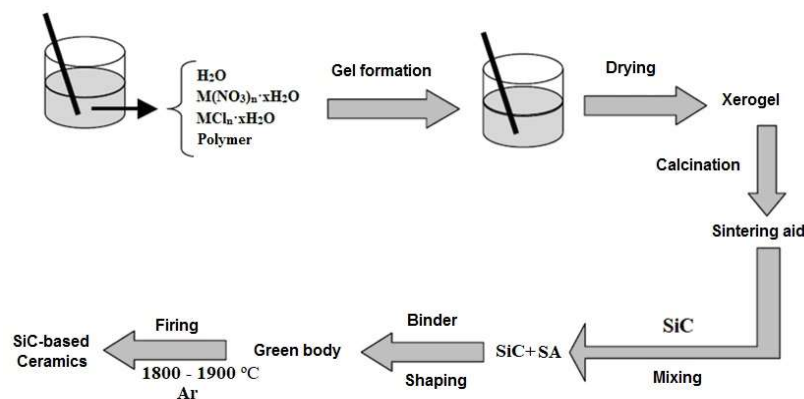 H₂O
M(NO₃)ₙ·xH₂O
MClₙ·xH₂O
Polymer
Gel formation
Drying
Xerogel
Calcination
Sintering aid
SiC
Mixing
SiC+SA
Binder
Shaping
Green body
Firing
1800 - 1900 ºC
Ar
SiC-based
Ceramics